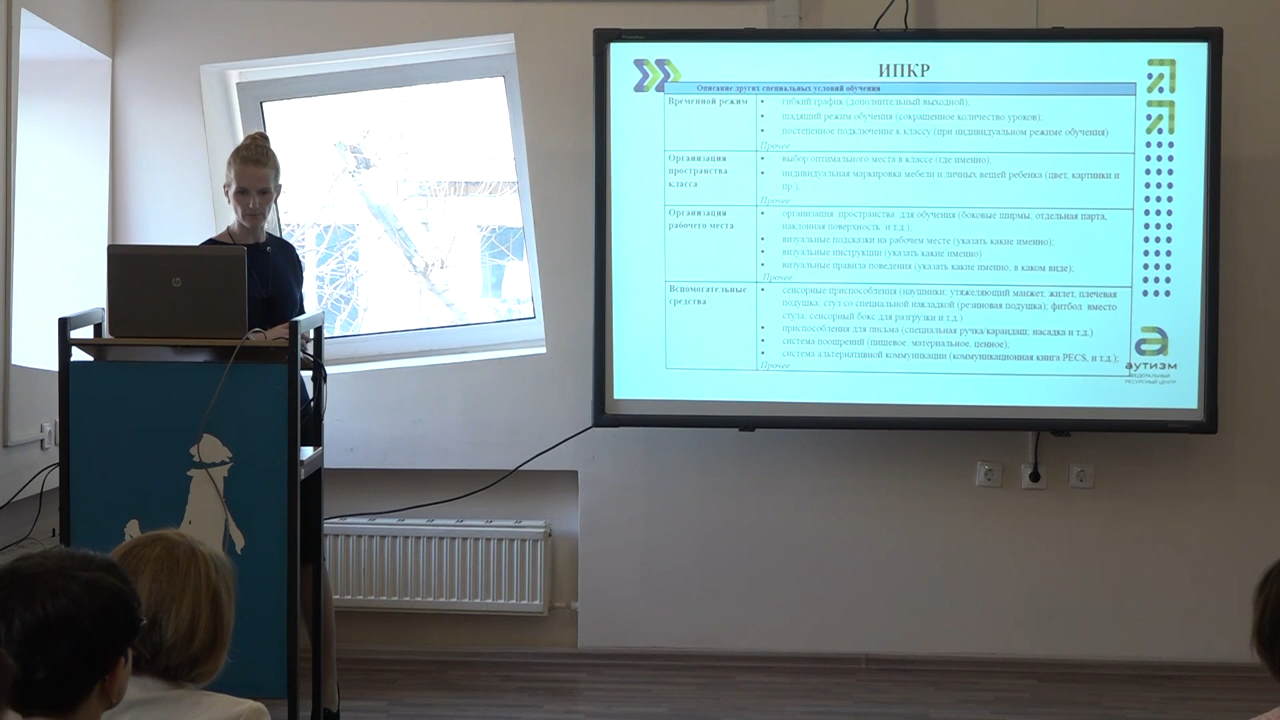 ИПКР
Описание других специальных условий обучения
Временной режим
• гибкий график (дополнительный выходной);
• щадящий режим обучения (сокращенное количество уроков);
• постепенное подключение к классу (при индивидуальном режиме обучения)
Прочее
Организация пространства класса
• выбор оптимального места в классе (где именно),
• индивидуальная маркировка мебели и личных вещей ребенка (цвет, картинки и
пр.);
Прочее
Организация рабочего места
• организация пространства для обучения (боковые ширмы, отдельная парта,
наклонная поверхность и т.д.);
• визуальные подсказки на рабочем месте (указать какие именно);
• визуальные инструкции (указать какие именно)
• визуальные правила поведения (указать какие именно, в каком виде);
Прочее
Вспомогательные средства
• сенсорные приспособления (наушники, утяжеляющий манжет, жилет, плечевая
подушка; стул со специальной накладкой (резиновая подушка); фитбол вместо
стула; сенсорный бокс для разгрузки и т.д.)
• приспособления для письма (специальная ручка/карандаш; насадка и т.д.)
• система поощрений (пищевое, материальное, ценное);
• система альтернативной коммуникации (коммуникационная книга PECS, и т.д.);
Прочее
аутизм
ФЕДЕРАЛЬНЫЙ
РЕСУРСНЫЙ ЦЕНТР
hp